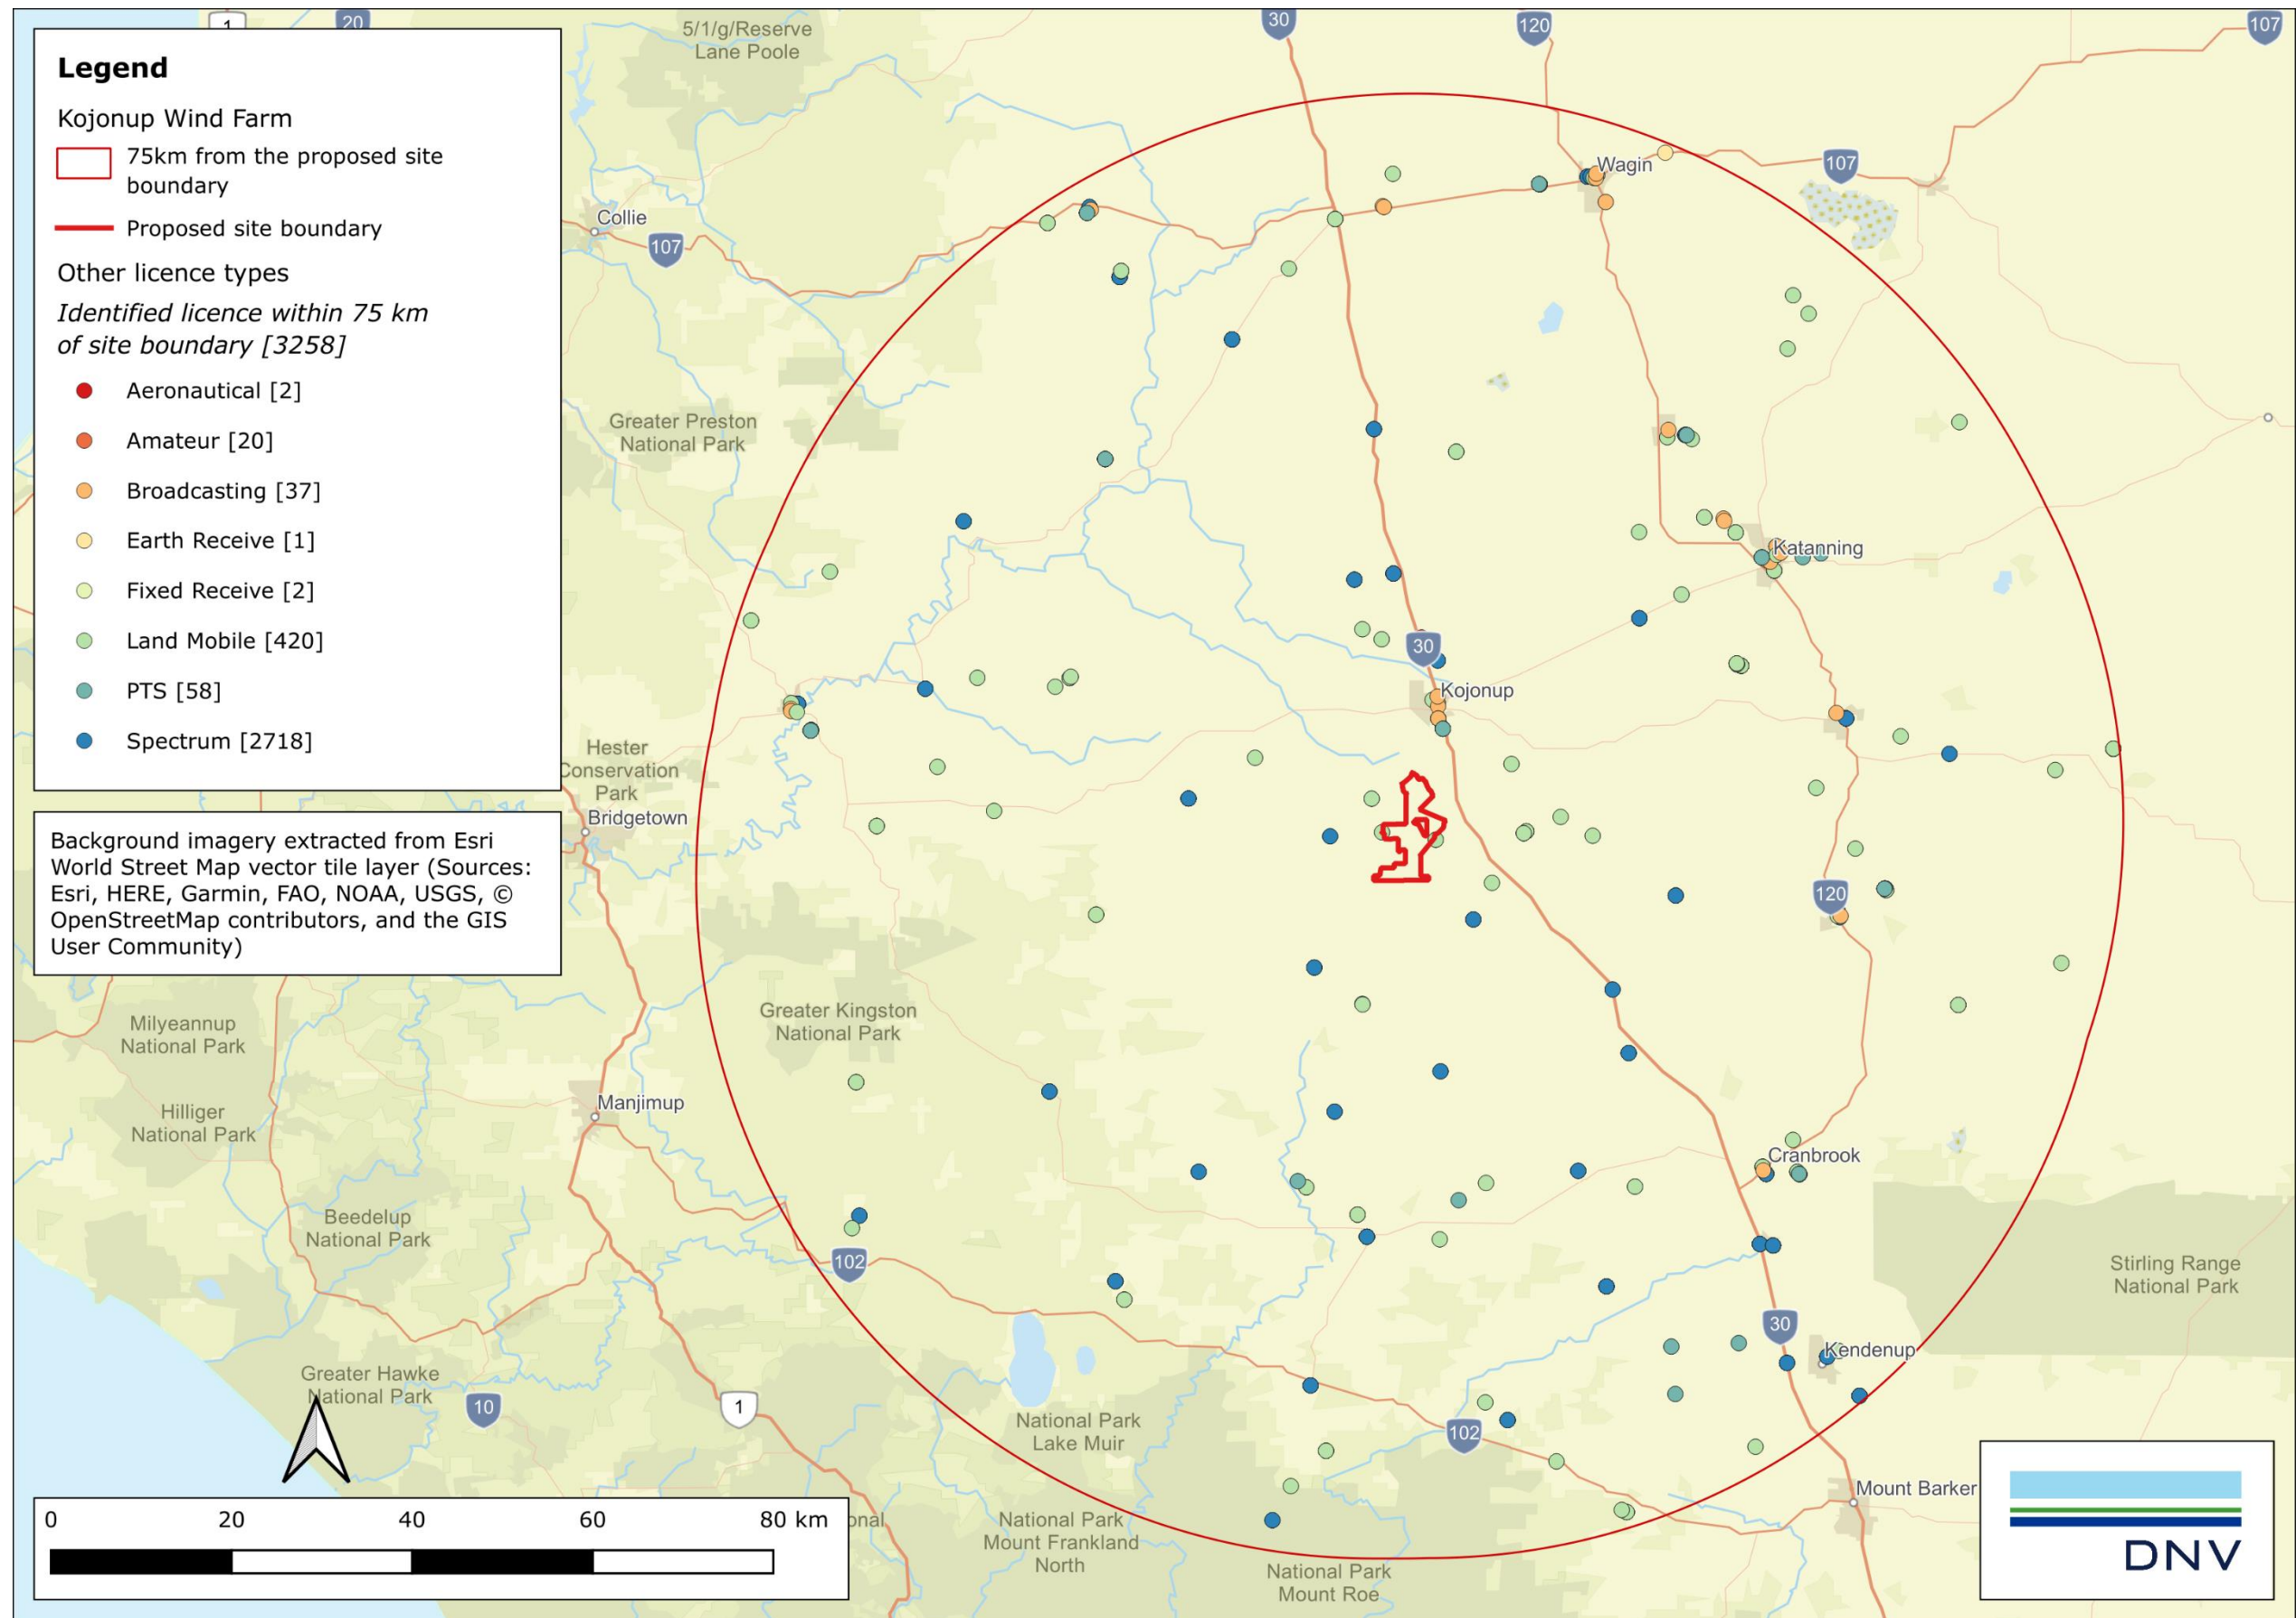 Legend
Kojonup Wind Farm
75km from the proposed site
boundary
Proposed site boundary
Other licence types
Identified licence within 75 km
of site boundary [3258]
Aeronautical [2]
Amateur [20]
Broadcasting [37]
Earth Receive [1]
Fixed Receive [2]
Land Mobile [420]
PTS [58]
Spectrum [2718]
Background imagery extracted from Esri
World Street Map vector tile layer (Sources:
Esri, HERE, Garmin, FAO, NOAA, USGS, ©
OpenStreetMap contributors, and the GIS
User Community)
1
20
5/1/g/Reserve
Lane Poole
30
120
107
Wagin
107
Collie
107
Greater Preston
National Park
Katanning
30
Kojonup
Hester
Conservation
Park
Bridgetown
120
Greater Kingston
National Park
Milyeannup
National Park
Manjimup
Hilliger
National Park
Cranbrook
Beedelup
National Park
102
Stirling Range
National Park
30
Kendenup
Greater Hawke
National Park
10
1
National Park
Lake Muir
102
Mount Barker
0 20 40 60 80 km
onal
National Park
Mount Frankland
North
National Park
Mount Roe
DNV